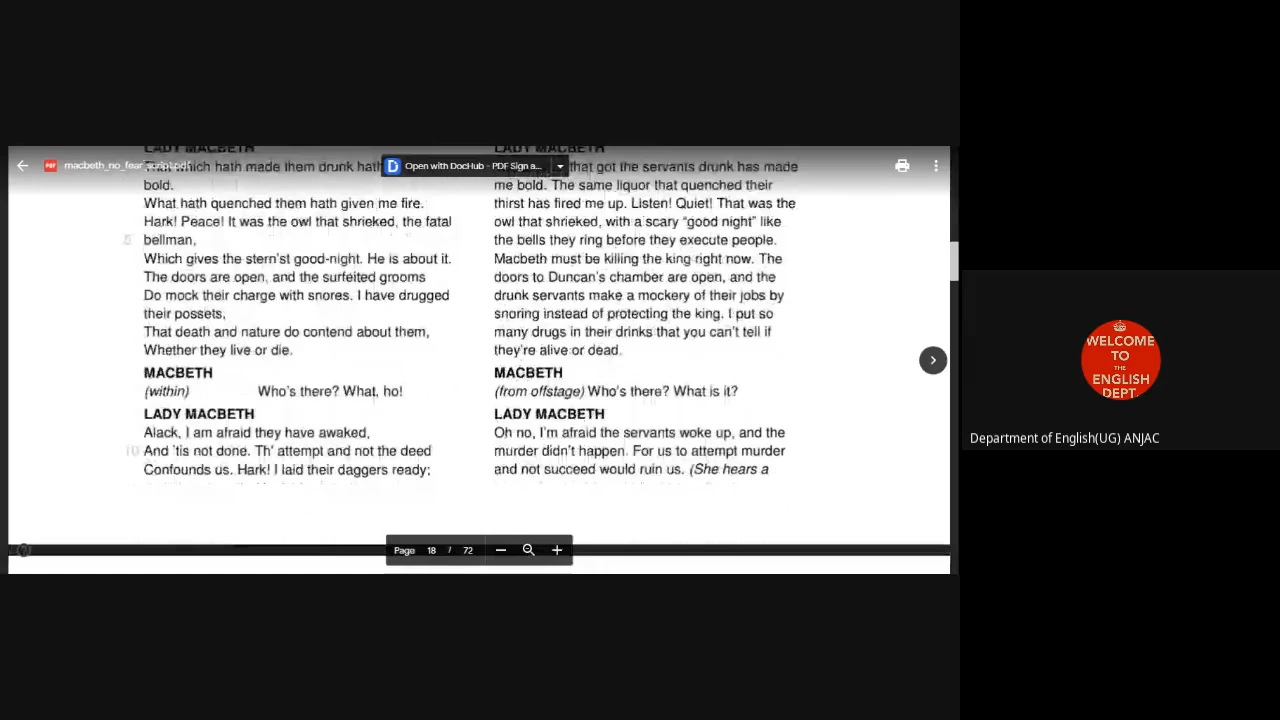 macbeth_no_fear_script.pdf
Open with DocHub - PDF Sign a...
LADY MACBETH
That which hath made them drunk hath
bold.
What hath quenched them hath given me fire.
Hark! Peace! It was the owl that shrieked, the fatal
5 bellman,
Which gives the stern'st good-night. He is about it.
The doors are open, and the surfeited grooms
Do mock their charge with snores. I have drugged
their possets,
That death and nature do contend about them,
Whether they live or die.
MACBETH
(within) Who's there? What, ho!
LADY MACBETH
Alack, I am afraid they have awaked,
10 And 'tis not done. Th' attempt and not the deed
Confounds us. Hark! I laid their daggers ready;
LADY MACBETH
that got the servants drunk has made
me bold. The same liquor that quenched their
thirst has fired me up. Listen! Quiet! That was the
owl that shrieked, with a scary “good night” like
the bells they ring before they execute people.
Macbeth must be killing the king right now. The
doors to Duncan's chamber are open, and the
drunk servants make a mockery of their jobs by
snoring instead of protecting the king. I put so
many drugs in their drinks that you can't tell if
they're alive or dead.
MACBETH
(from offstage) Who's there? What is it?
LADY MACBETH
Oh no, I'm afraid the servants woke up, and the
murder didn't happen. For us to attempt murder
and not succeed would ruin us. (She hears a
Page 18 / 72
WELCOME
TO
THE
ENGLISH
DEPT.
Department of English(UG) ANJAC